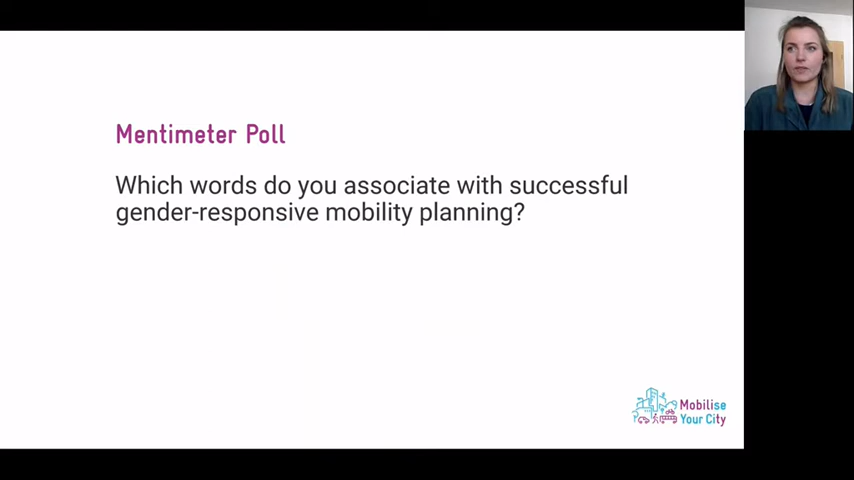 Mentimeter Poll
Which words do you associate with successful
gender-responsive mobility planning?
Mobilise
Your City